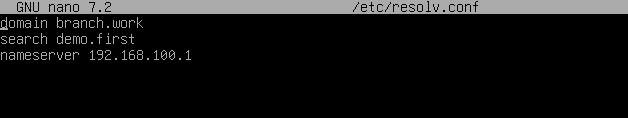 GNU nano 7.2 /etc/resolv.conf
domain branch.work
search demo.first
nameserver 192.168.100.1